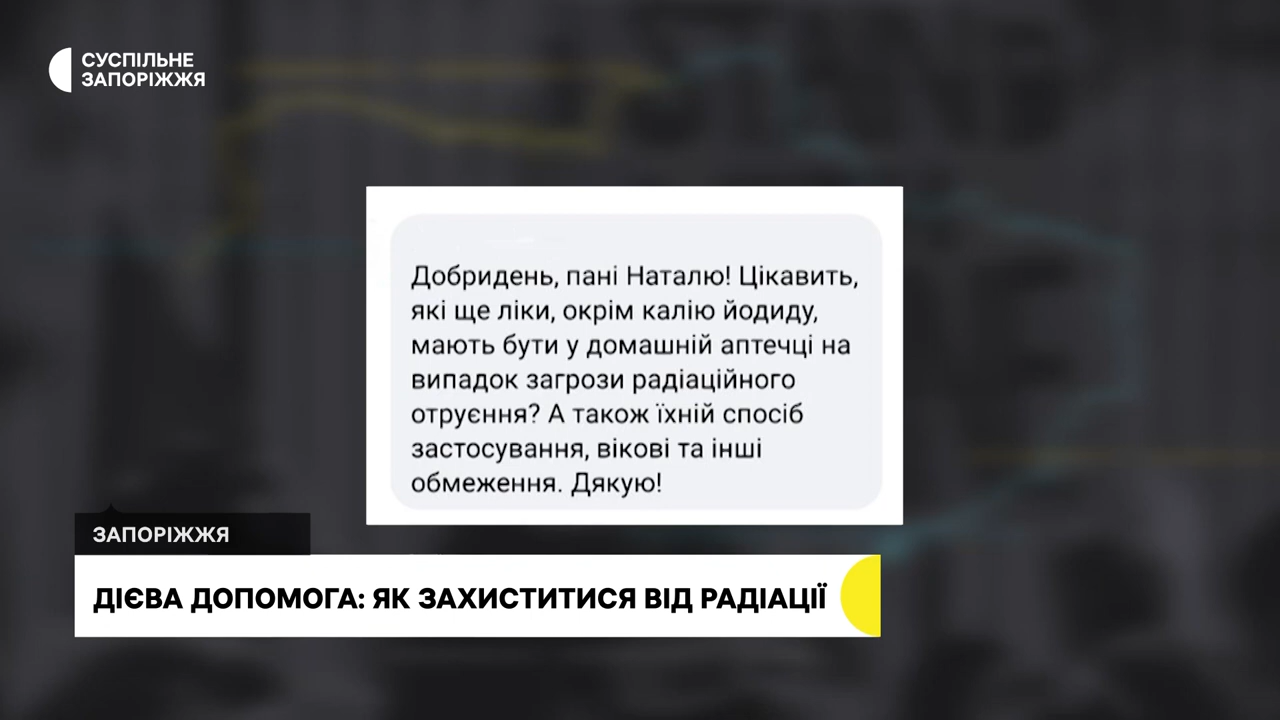 СУСПІЛЬНЕ
ЗАПОРІЖЖЯ
Добридень, пані Наталю! Цікавить,
які ще ліки, окрім калію йодиду,
мають бути у домашній аптечці на
випадок загрози радіаційного
отруєння? А також їхній спосіб
застосування, вікові та інші
обмеження. Дякую!
ЗАПОРІЖЖЯ
ДІЄВА ДОПОМОГА: ЯК ЗАХИСТИТИСЯ ВІД РАДІАЦІЇ